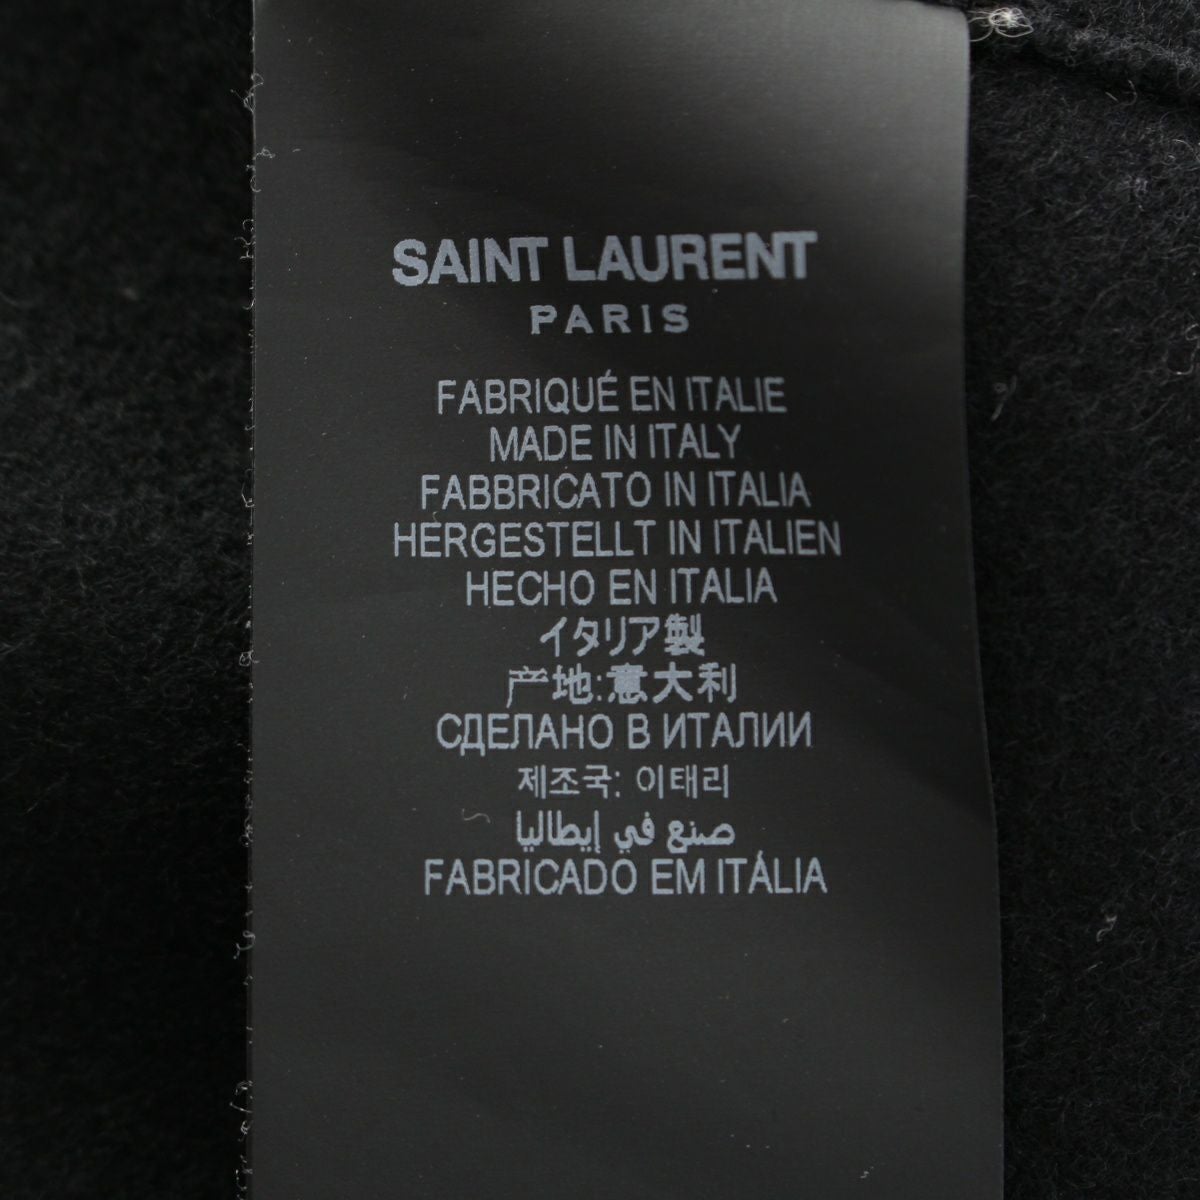 SAINT LAURENT
PARIS
FABRIQUÉ EN ITALIE
MADE IN ITALY
FABBRICATO IN ITALIA
HERGESTELLT IN ITALIEN
HECHO EN ITALIA
イタリア製
产地:意大利
СДЕЛАНО В ИТАЛИИ
제조국: 이태리
صنع في إيطاليا
FABRICADO EM ITÁLIA